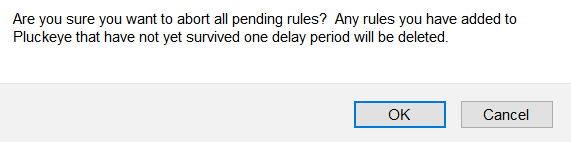 Are you sure you want to abort all pending rules?  Any rules you have added to
Pluckeye that have not yet survived one delay period will be deleted.
OK
Cancel